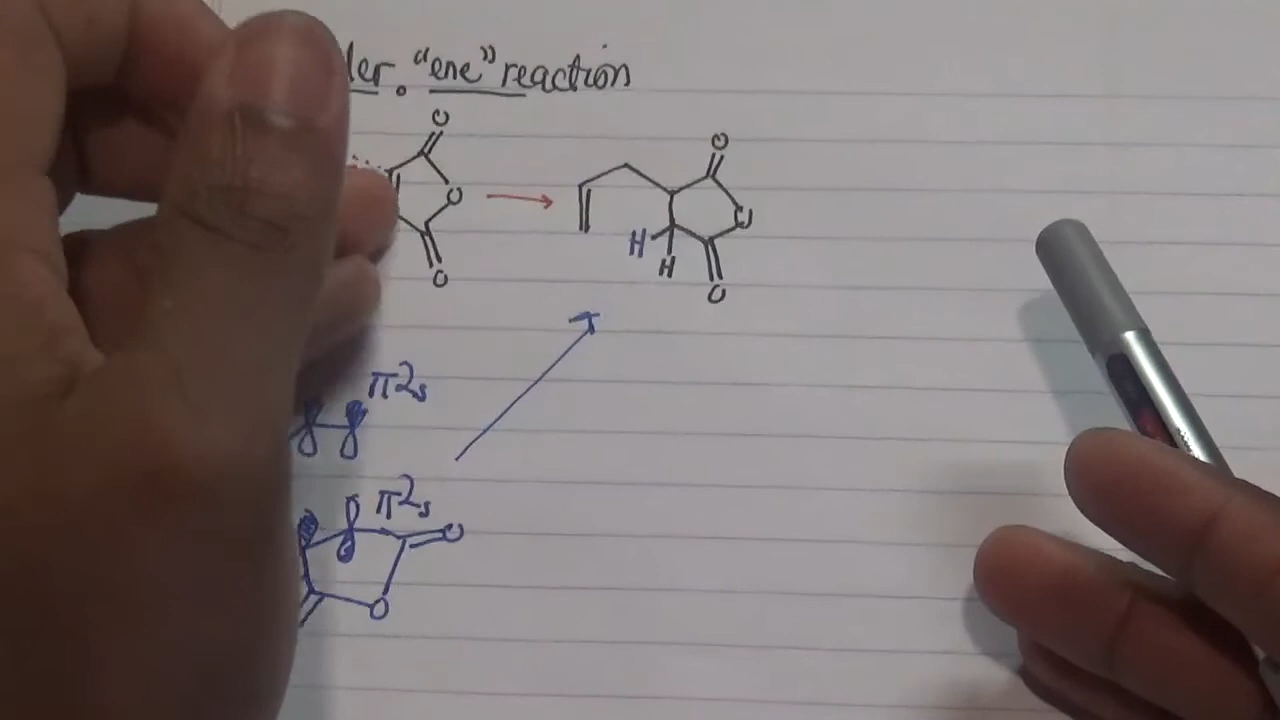 ler. "ene" reaction
O O
O O
H
H
O O
π2s
π2s
O
O